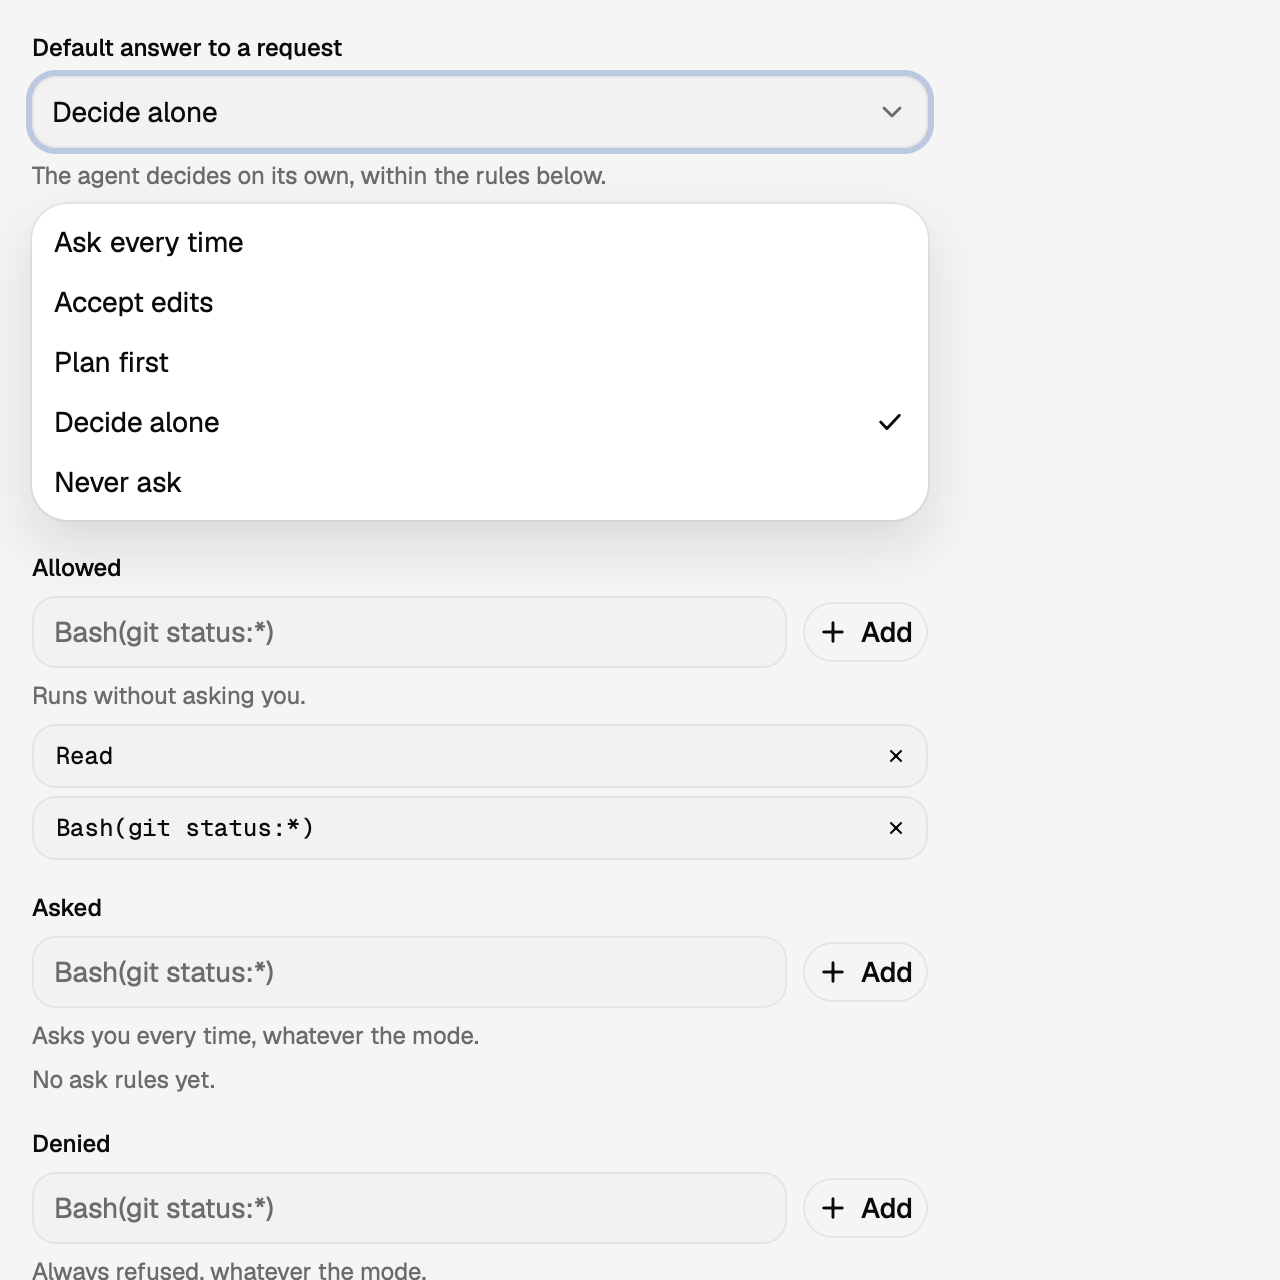 Default answer to a request
Decide alone
The agent decides on its own, within the rules below.
Ask every time
Accept edits
Plan first
Decide alone
Never ask
Allowed
Bash(git status:*)
Add
Runs without asking you.
Read
Bash(git status:*)
Asked
Bash(git status:*)
Add
Asks you every time, whatever the mode.
No ask rules yet.
Denied
Bash(git status:*)
Add
Always refused, whatever the mode.